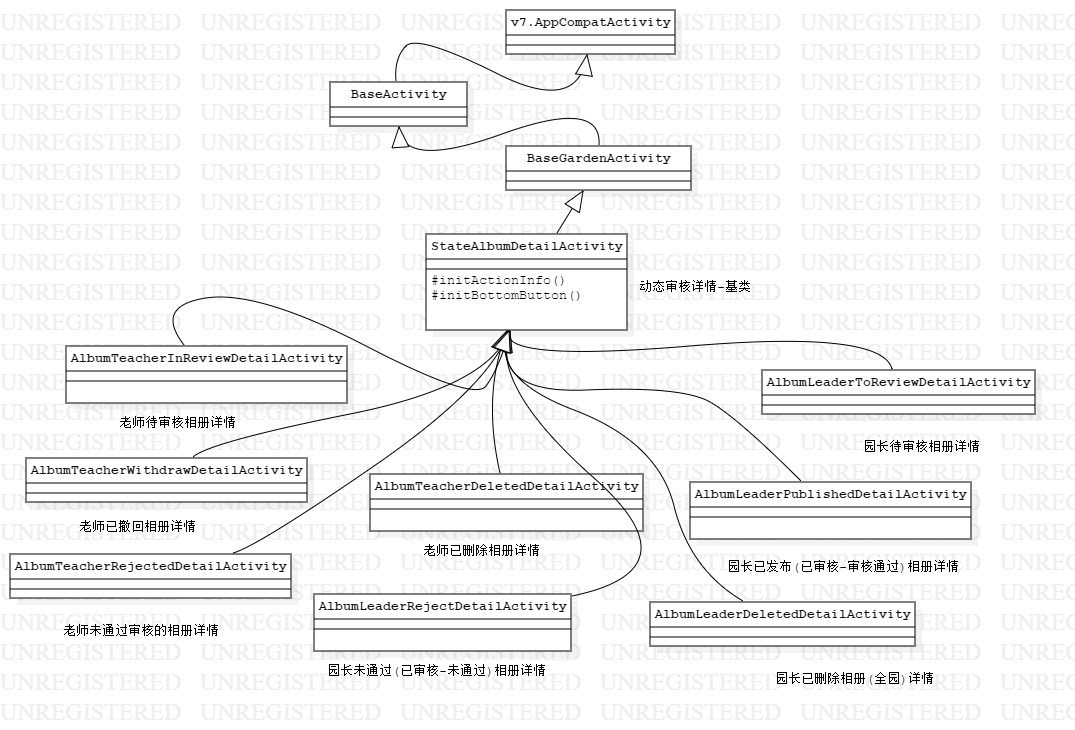 v7.AppCompatActivity
BaseActivity
BaseGardenActivity
StateAlbumDetailActivity
#initActionInfo()
#initBottomButton()
动态审核详情-基类
AlbumTeacherInReviewDetailActivity
老师待审核相册详情
AlbumLeaderToReviewDetailActivity
园长待审核相册详情
AlbumTeacherWithdrawDetailActivity
老师已撤回相册详情
AlbumTeacherDeletedDetailActivity
老师已删除相册详情
AlbumLeaderPublishedDetailActivity
园长已发布(已审核-审核通过)相册详情
AlbumTeacherRejectedDetailActivity
老师未通过审核的相册详情
AlbumLeaderRejectDetailActivity
园长未通过(已审核-未通过)相册详情
AlbumLeaderDeletedDetailActivity
园长已删除相册(全园)详情
UNREGISTERED